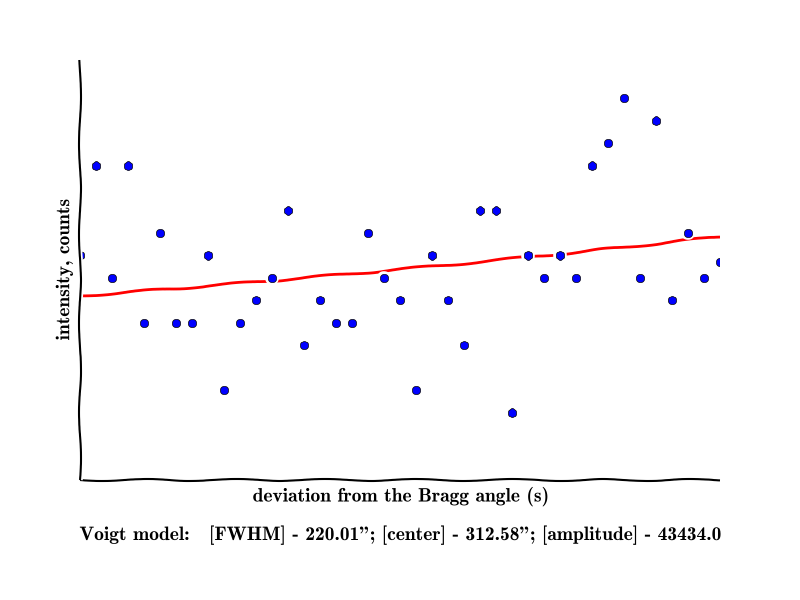 intensity, counts
deviation from the Bragg angle (s)
Voigt model: [FWHM] - 220.01”; [center] - 312.58”; [amplitude] - 43434.0